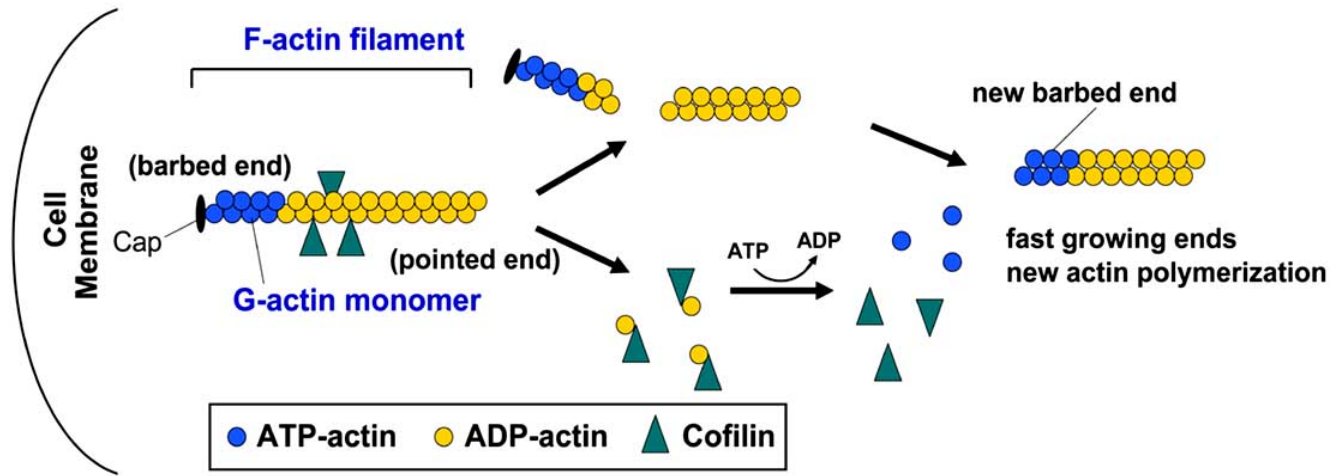 F-actin filament
new barbed end
(barbed end)
Cell
Membrane
Cap
(pointed end)
G-actin monomer
ATP
ADP
fast growing ends
new actin polymerization
ATP-actin
ADP-actin
Cofilin